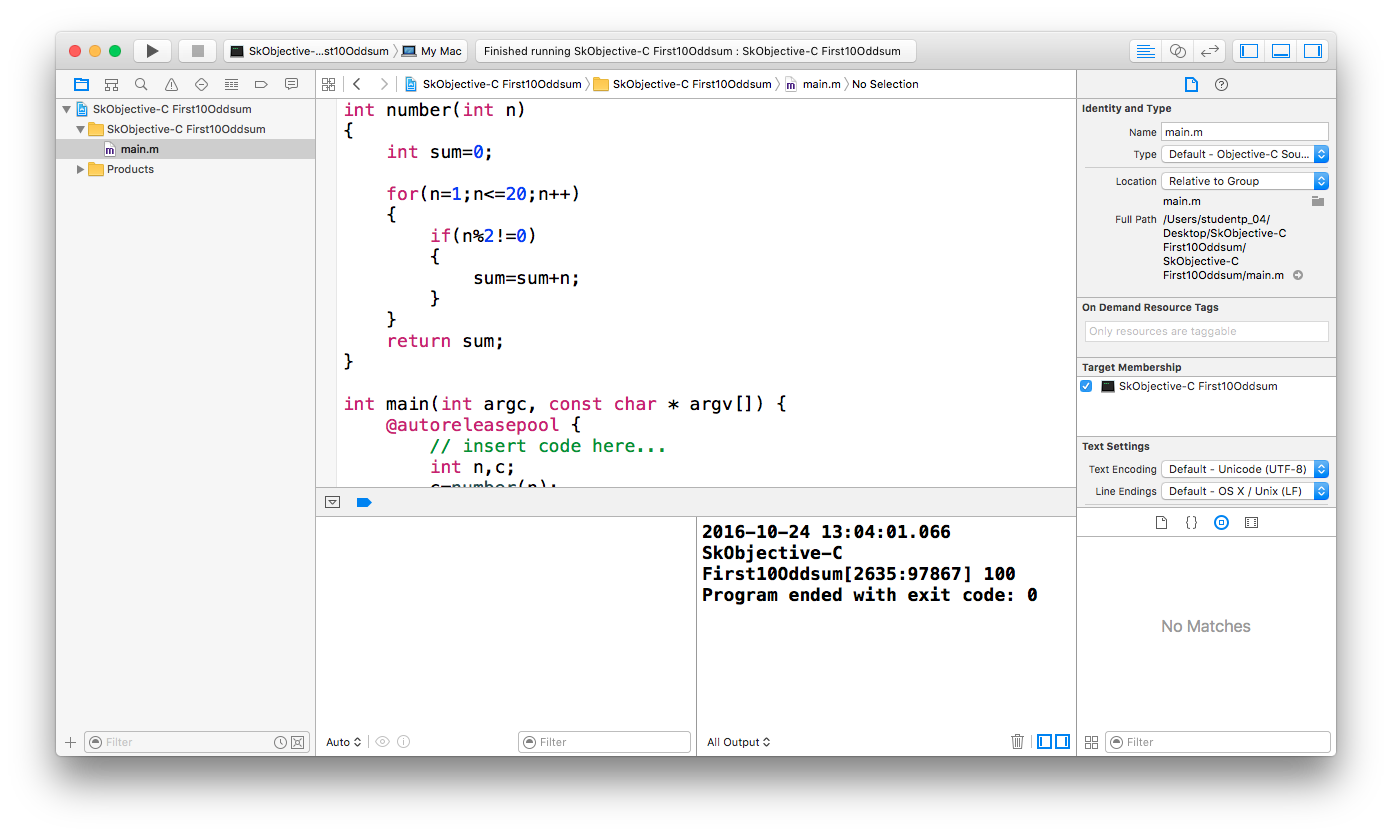 SkObjective-...st10Oddsum
My Mac
Finished running SkObjective-C First10Oddsum : SkObjective-C First10Oddsum
SkObjective-C First10Oddsum
SkObjective-C First10Oddsum
main.m
No Selection
SkObjective-C First10Oddsum
SkObjective-C First10Oddsum
main.m
Products
Filter
int number(int n)
{
int sum=0;
for(n=1;n<=20;n++)
{
if(n%2!=0)
{
sum=sum+n;
}
}
return sum;
}
int main(int argc, const char * argv[]) {
@autoreleasepool {
// insert code here...
int n,c;
c=number(n);
Auto
Filter
2016-10-24 13:04:01.066
SkObjective-C
First10Oddsum[2635:97867] 100
Program ended with exit code: 0
All Output
Identity and Type
Name main.m
Type Default - Objective-C Sou...
Location Relative to Group
main.m
Full Path /Users/studentp_04/
Desktop/SkObjective-C
First10Oddsum/
SkObjective-C
First10Oddsum/main.m
On Demand Resource Tags
Only resources are taggable
Target Membership
SkObjective-C First10Oddsum
Text Settings
Text Encoding Default - Unicode (UTF-8)
Line Endings Default - OS X / Unix (LF)
No Matches
Filter